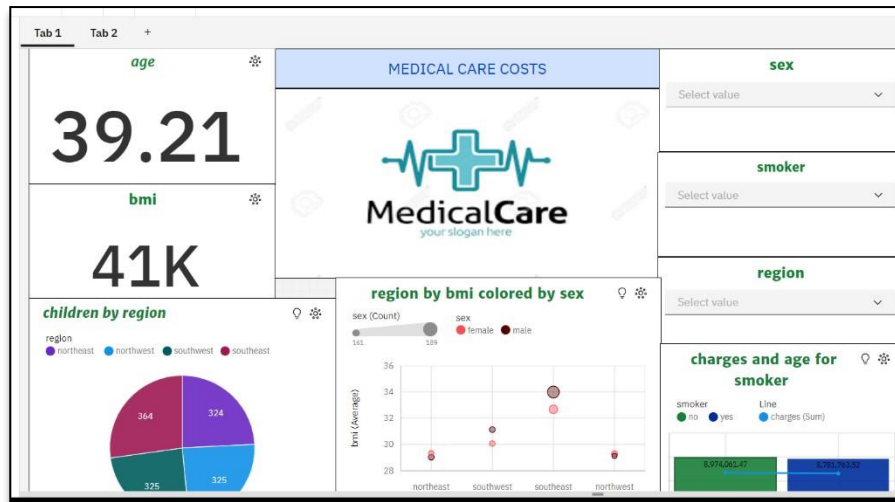 Tab 1 Tab 2 +
age
39.21
bmi
41K
MEDICAL CARE COSTS
MedicalCare
your slogan here
sex
Select value
smoker
Select value
region
Select value
children by region
region
northeast northwest southwest southeast
364
324
325
325
region by bmi colored by sex
sex (Count)
161 189
sex
female male
bmi (Average)
36
34
32
30
28
northeast southwest southeast northwest
charges and age for
smoker
smoker
no yes
Line
charges (Sum)
8,974,061.47